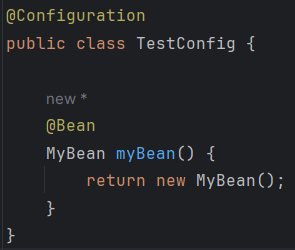 @Configuration
public class TestConfig {
new *
@Bean
MyBean myBean() {
return new MyBean();
}
}